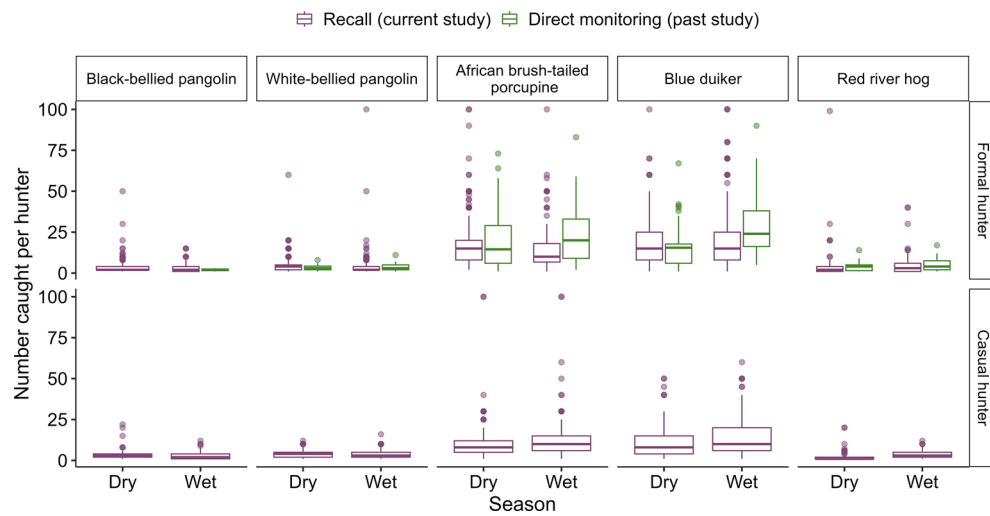 Recall (current study) Direct monitoring (past study)
Black-bellied pangolin
White-bellied pangolin
African brush-tailed
porcupine
Blue duiker
Red river hog
Number caught per hunter
100
75
50
25
0
Formal hunter
100
75
50
25
0
Casual hunter
Dry Wet Dry Wet Dry Wet Dry Wet Dry Wet
Season